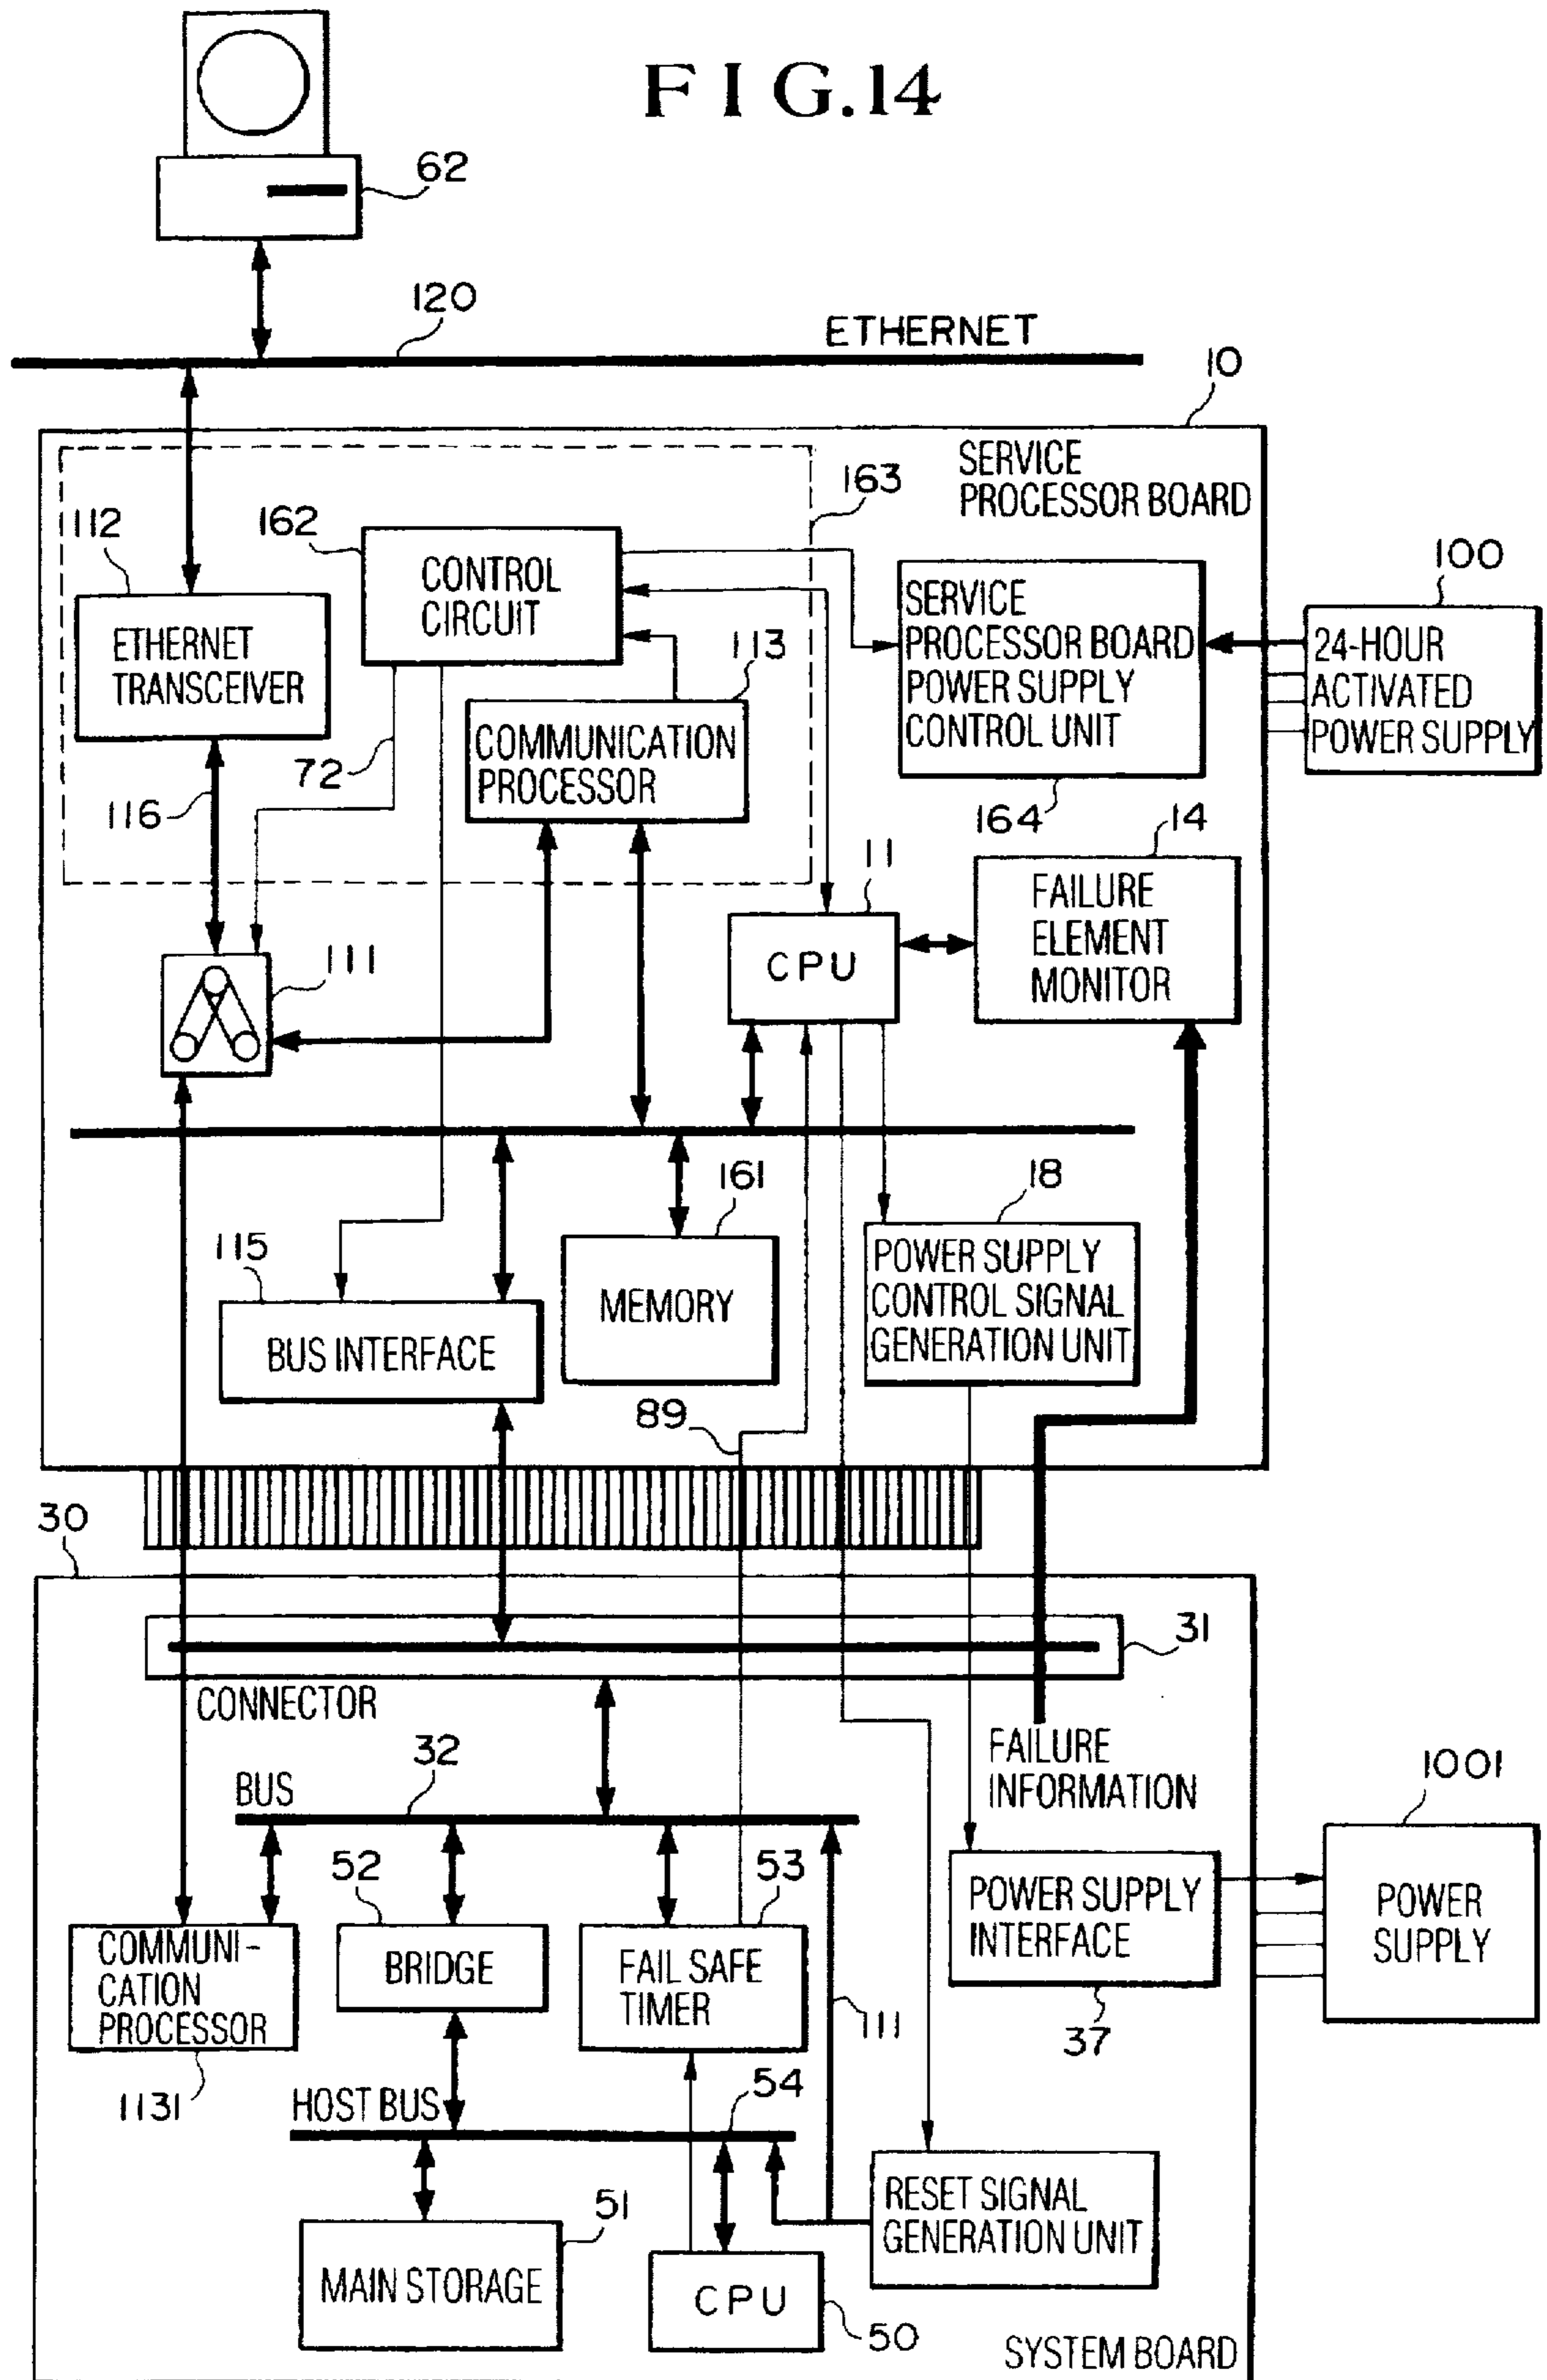 FIG.14
62
120
ETHERNET
10
SERVICE
PROCESSOR BOARD
163
112
162
CONTROL
CIRCUIT
100
SERVICE
PROCESSOR BOARD
POWER SUPPLY
CONTROL UNIT
24-HOUR
ACTIVATED
POWER SUPPLY
ETHERNET
TRANSCEIVER
113
COMMUNICATION
PROCESSOR
72
116
164
14
11
FAILURE
ELEMENT
MONITOR
CPU
111
161
18
115
POWER SUPPLY
CONTROL SIGNAL
GENERATION UNIT
MEMORY
BUS INTERFACE
89
30
31
CONNECTOR
FAILURE
INFORMATION
32
BUS
1001
52
53
POWER SUPPLY
INTERFACE
POWER
SUPPLY
COMMUNI-
CATION
PROCESSOR
BRIDGE
FAIL SAFE
TIMER
111
37
1131
HOST BUS
54
RESET SIGNAL
GENERATION UNIT
51
MAIN STORAGE
CPU
50
SYSTEM BOARD